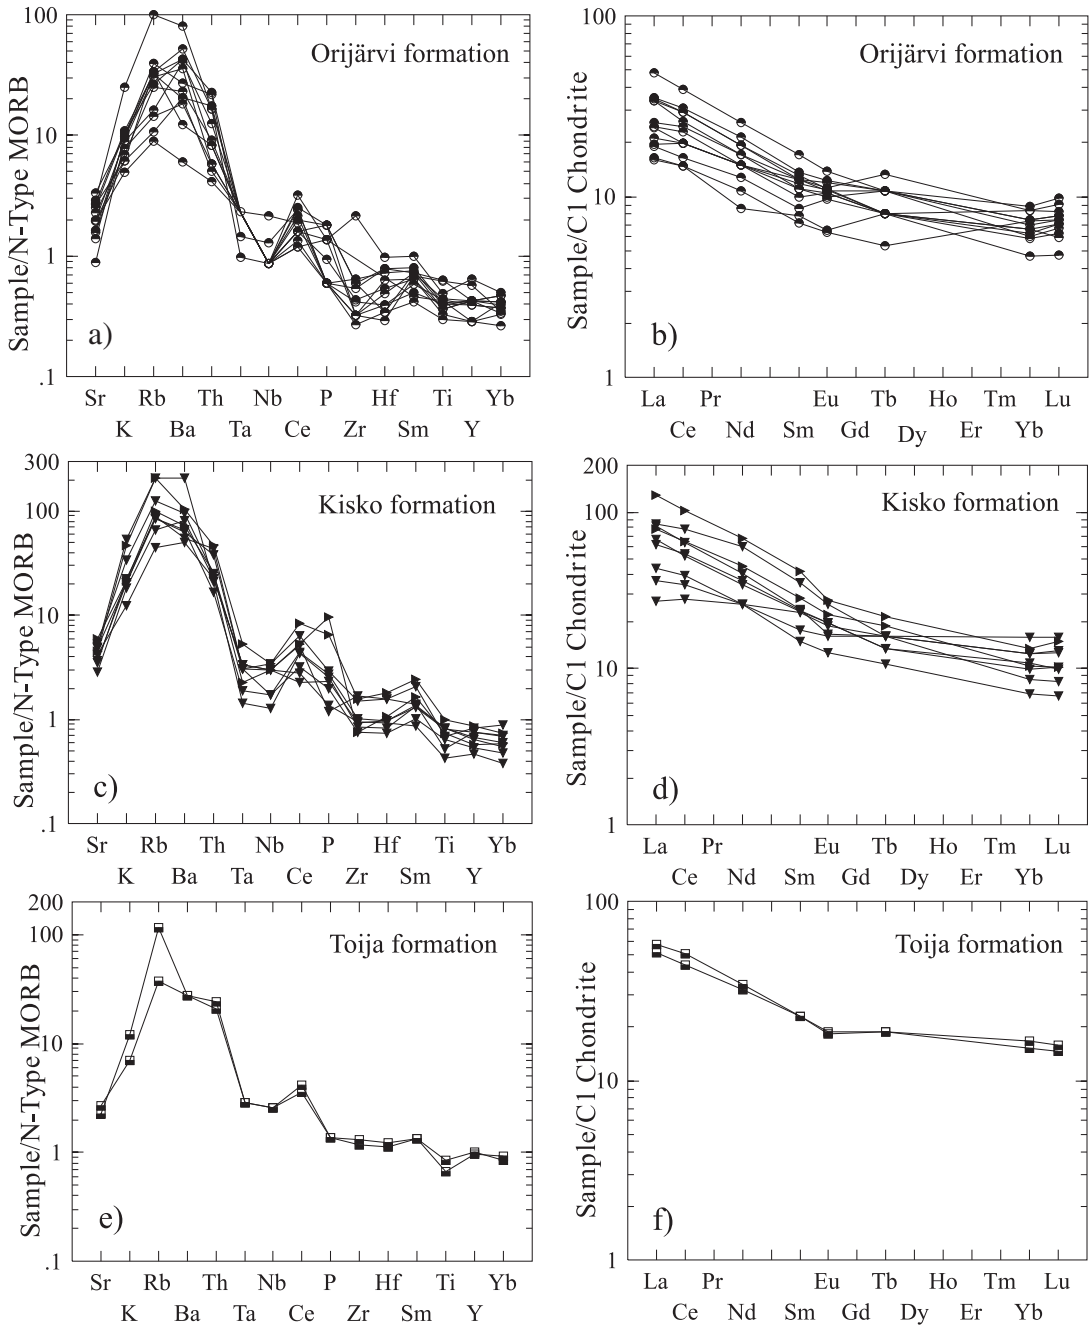 100
10
1
.1
Sample/N-Type MORB
Orijärvi formation
a)
Sr Rb Th Nb P Hf Ti Yb
K Ba Ta Ce Zr Sm Y
100
10
1
Sample/C1 Chondrite
Orijärvi formation
b)
La Pr Eu Tb Ho Tm Lu
Ce Nd Sm Gd Dy Er Yb
300
100
10
1
.1
Sample/N-Type MORB
Kisko formation
c)
Sr Rb Th Nb P Hf Ti Yb
K Ba Ta Ce Zr Sm Y
200
100
10
1
Sample/C1 Chondrite
Kisko formation
d)
La Pr Eu Tb Ho Tm Lu
Ce Nd Sm Gd Dy Er Yb
200
100
10
1
.1
Sample/N-Type MORB
Toija formation
e)
Sr Rb Th Nb P Hf Ti Yb
K Ba Ta Ce Zr Sm Y
100
10
1
Sample/C1 Chondrite
Toija formation
f)
La Pr Eu Tb Ho Tm Lu
Ce Nd Sm Gd Dy Er Yb